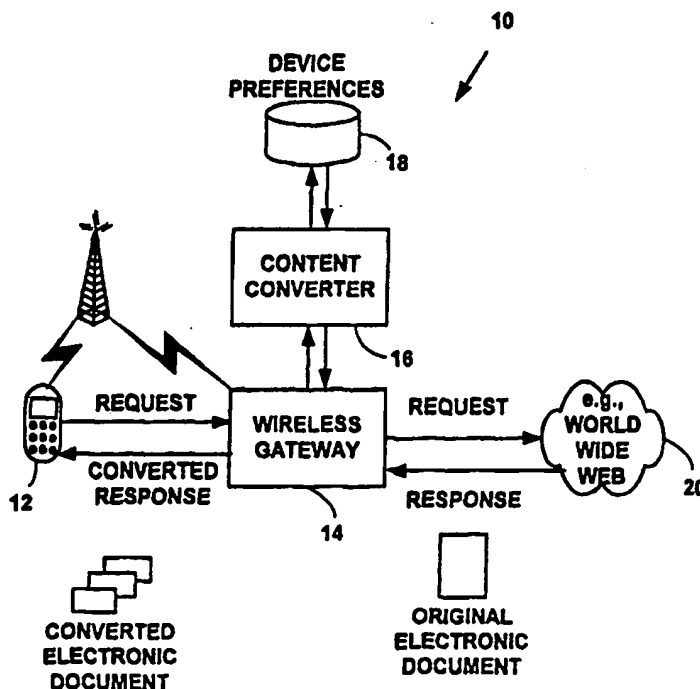 10
DEVICE
PREFERENCES
18
CONTENT
CONVERTER
16
REQUEST
WIRELESS
GATEWAY
REQUEST
e.g.,
WORLD
WIDE
WEB
CONVERTED
RESPONSE
RESPONSE
12
14
20
CONVERTED
ELECTRONIC
DOCUMENT
ORIGINAL
ELECTRONIC
DOCUMENT